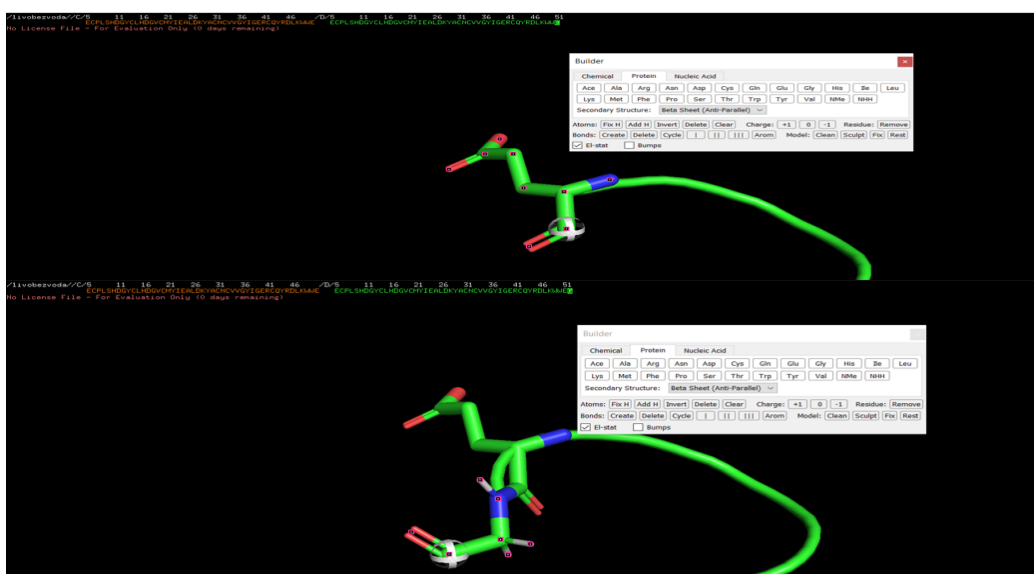 /livobezvoda//C/5 11 16 21 26 31 36 41 46 /D/5 11 16 21 26 31 36 41 46 51
ECPLSHDGYCLHDGVCMYIEALDKYACNCVVGYIGERCQYRDLKWWE ECPLSHDGYCLHDGVCMYIEALDKYACNCVVGYIGERCQYRDLKWWE
No License File - For Evaluation Only (0 days remaining)
Builder
Chemical Protein Nucleic Acid
Ace Ala Arg Asn Asp Cys Gln Glu Gly His Ile Leu
Lys Met Phe Pro Ser Thr Trp Tyr Val NMe NHH
Secondary Structure: Beta Sheet (Anti-Parallel)
Atoms: Fix H Add H Invert Delete Clear Charge: +1 0 -1 Residue: Remove
Bonds: Create Delete Cycle | || ||| Arom Model: Clean Sculpt Fix Rest
El-stat Bumps
/livobezvoda//C/5 11 16 21 26 31 36 41 46 /D/5 11 16 21 26 31 36 41 46 51
ECPLSHDGYCLHDGVCMYIEALDKYACNCVVGYIGERCQYRDLKWWE ECPLSHDGYCLHDGVCMYIEALDKYACNCVVGYIGERCQYRDLKWWEG
No License File - For Evaluation Only (0 days remaining)
Builder
Chemical Protein Nucleic Acid
Ace Ala Arg Asn Asp Cys Gln Glu Gly His Ile Leu
Lys Met Phe Pro Ser Thr Trp Tyr Val NMe NHH
Secondary Structure: Beta Sheet (Anti-Parallel)
Atoms: Fix H Add H Invert Delete Clear Charge: +1 0 -1 Residue: Remove
Bonds: Create Delete Cycle | || ||| Arom Model: Clean Sculpt Fix Rest
El-stat Bumps